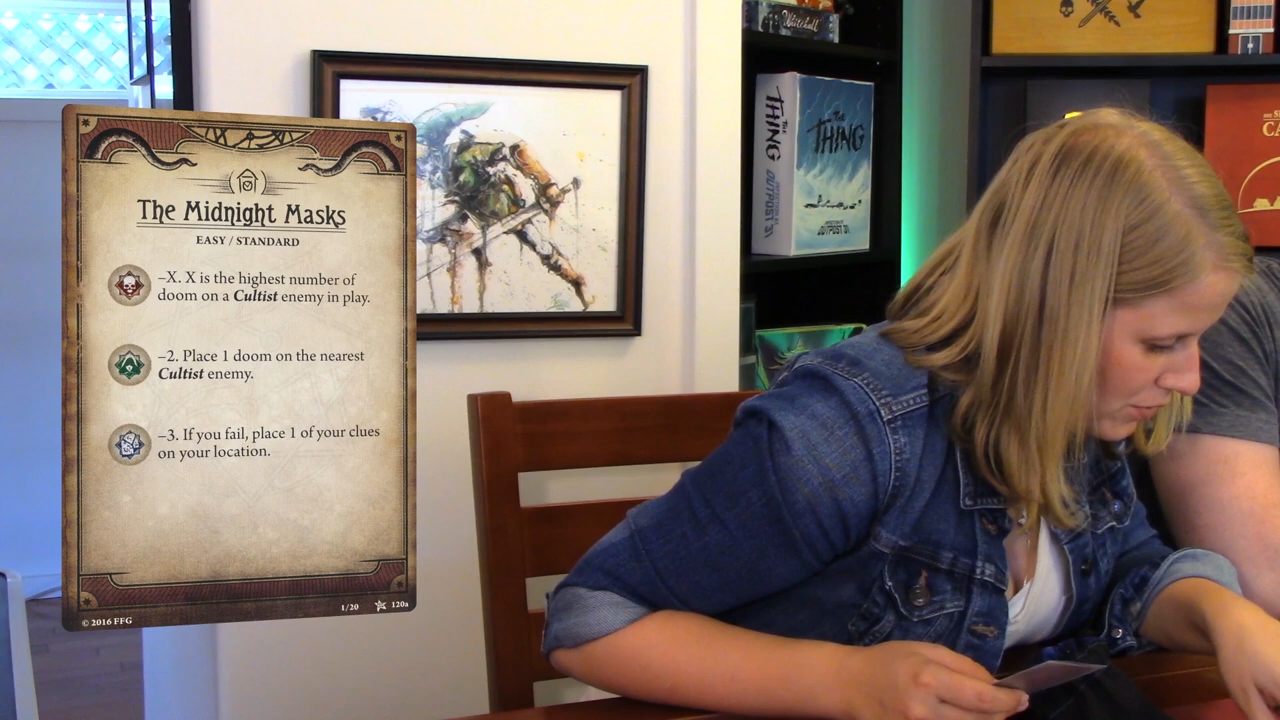 The Midnight Masks
EASY / STANDARD
–X. X is the highest number of
doom on a Cultist enemy in play.
–2. Place 1 doom on the nearest
Cultist enemy.
–3. If you fail, place 1 of your clues
on your location.
1/20
120a
© 2016 FFG
THE THING
OUTPOST '31
THE THING
OUTPOST '31